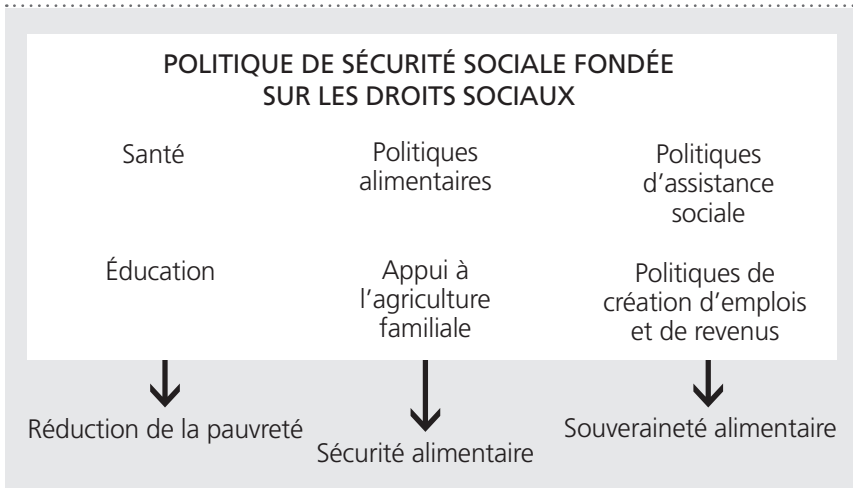 POLITIQUE DE SÉCURITÉ SOCIALE FONDÉE
SUR LES DROITS SOCIAUX
Santé
Politiques
alimentaires
Politiques
d’assistance
sociale
Éducation
Appui à
l’agriculture
familiale
Politiques de
création d’emplois
et de revenus
Réduction de la pauvreté
Sécurité alimentaire
Souveraineté alimentaire